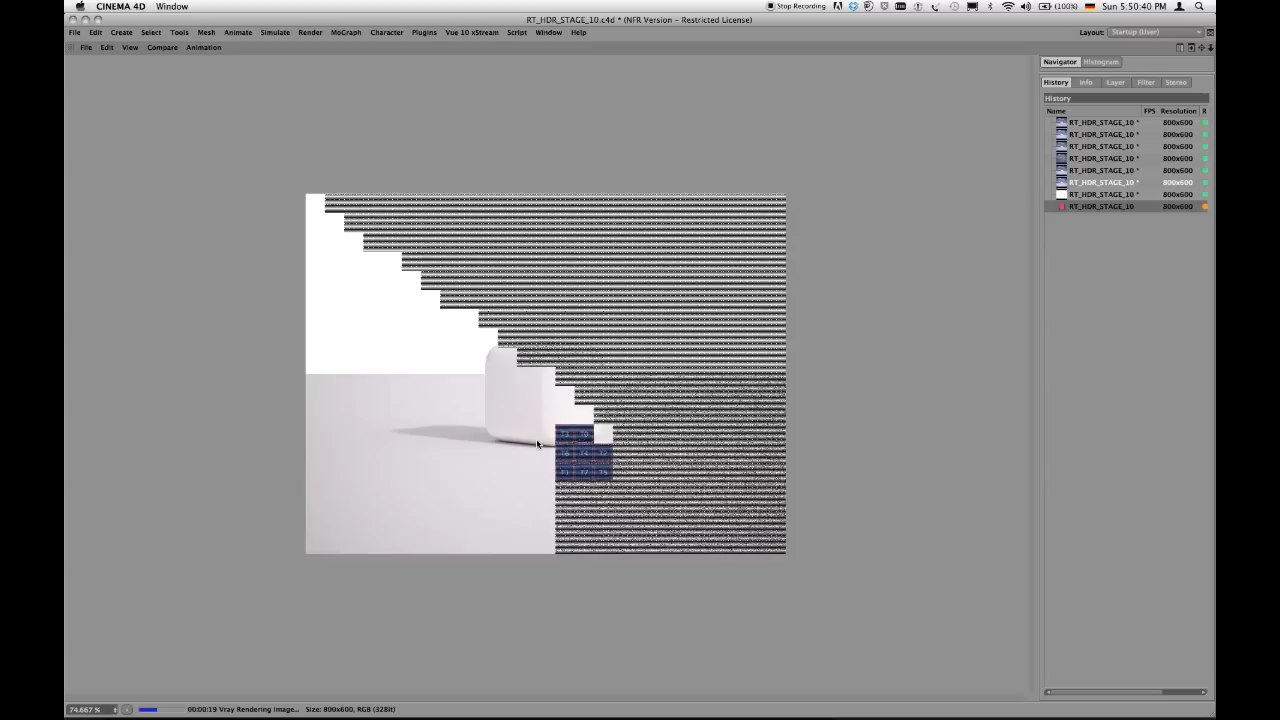 CINEMA 4D Window Stop Recording (100%) Sun 5:50:40 PM
RT_HDR_STAGE_10.c4d * (NFR Version - Restricted License)
File Edit Create Select Tools Mesh Animate Simulate Render MoGraph Character Plugins Vue 10 xStream Script Window Help Layout: Startup (User)
File Edit View Compare Animation
Navigator Histogram
History Info Layer Filter Stereo
History
Name FPS Resolution R
RT_HDR_STAGE_10 * 800x600
RT_HDR_STAGE_10 * 800x600
RT_HDR_STAGE_10 * 800x600
RT_HDR_STAGE_10 * 800x600
RT_HDR_STAGE_10 * 800x600
RT_HDR_STAGE_10 * 800x600
RT_HDR_STAGE_10 * 800x600
RT_HDR_STAGE_10 800x600
74.667 % 00:00:19 Vray Rendering image... Size: 800x600, RGB (32Bit)